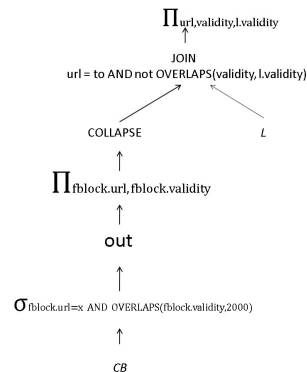 ∏url,validity,l.validity
JOIN
url = to AND not OVERLAPS(validity, l.validity)
COLLAPSE
L
∏fblock.url,fblock.validity
out
σfblock.url=x AND OVERLAPS(fblock.validity,2000)
CB